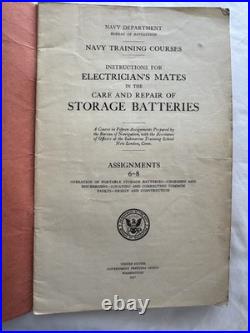 NAVY DEPARTMENT
BUREAU OF NAVIGATION
NAVY TRAINING COURSES
INSTRUCTIONS FOR
ELECTRICIAN'S MATES
IN THE
CARE AND REPAIR OF
STORAGE BATTERIES
A Course in Fifteen Assignments Prepared by
the Bureau of Navigation, with the Assistance
of Officers of the Submarine Training School
New London, Conn.
ASSIGNMENTS
6-8
OPERATION OF PORTABLE STORAGE BATTERIES—CHARGING AND
DISCHARGING—LOCATING AND CORRECTING COMMON
FAULTS—DESIGN AND CONSTRUCTION
UNITED STATES
GOVERNMENT PRINTING OFFICE
WASHINGTON